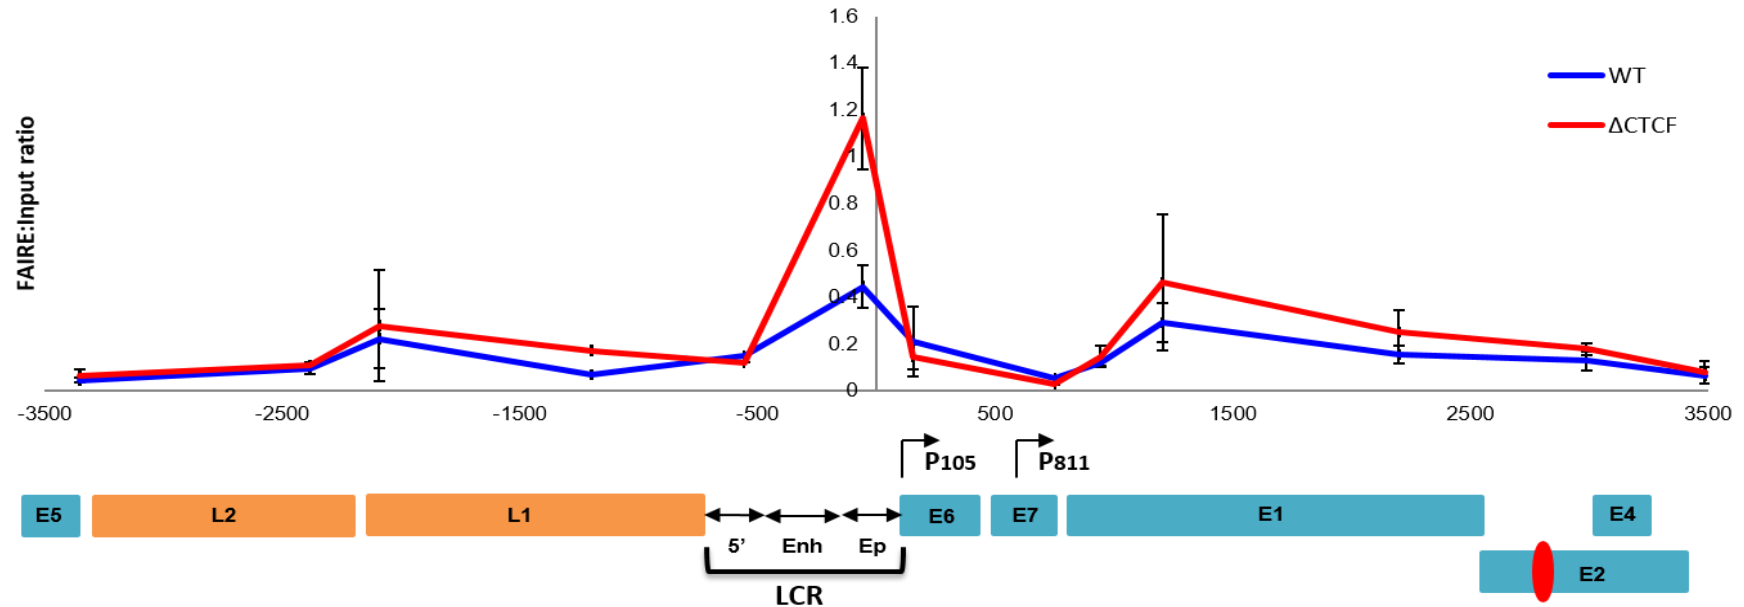 1.6
1.4
1.2
1
0.8
0.6
0.4
0.2
0
FAIRE:Input ratio
WT
ΔCTCF
-3500 -2500 -1500 -500 500 1500 2500 3500
P105 P811
E5 L2 L1 E6 E7 E1 E4
5’ Enh Ep
E2
LCR